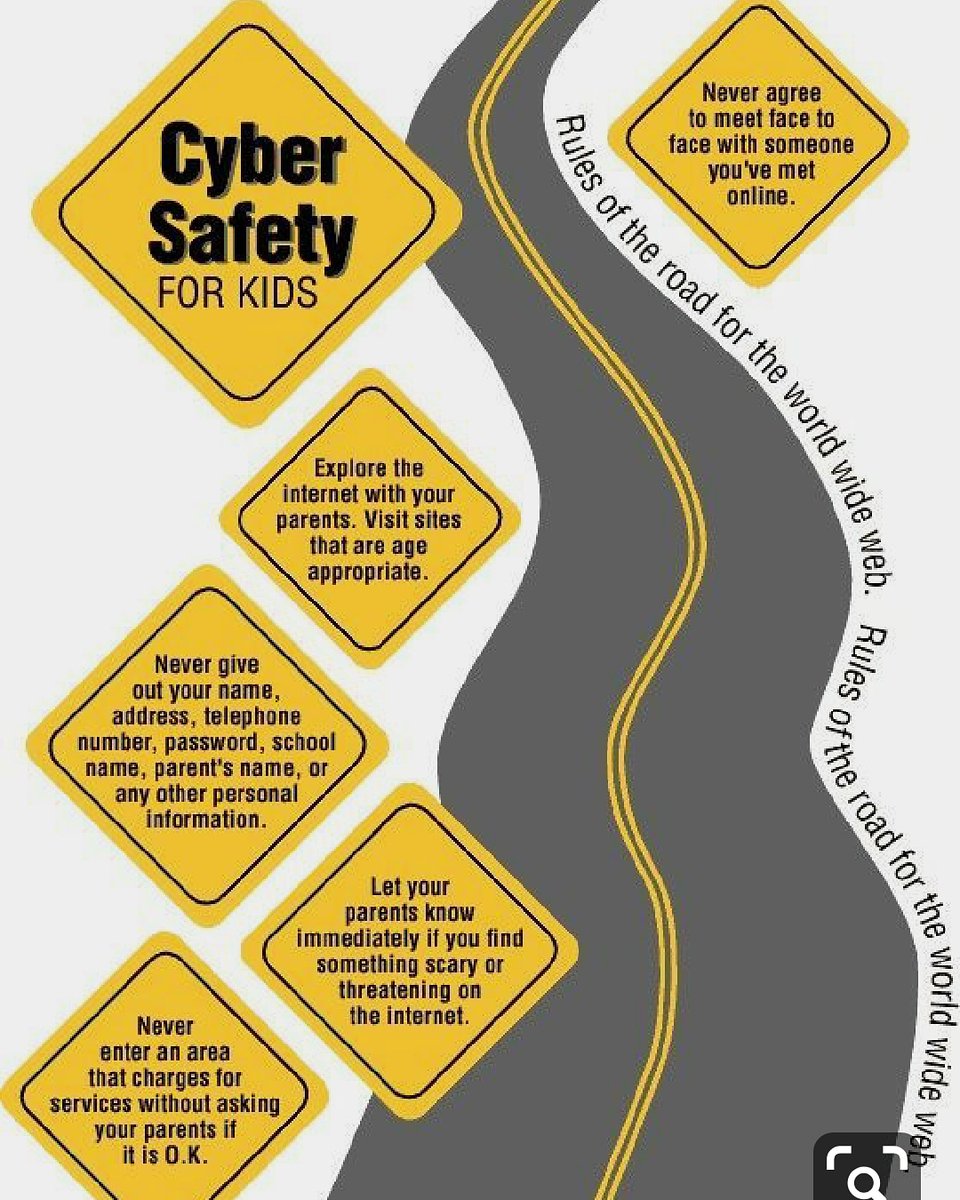 Cyber
Safety
FOR KIDS
Never agree
to meet face to
face with someone
you've met
online.
Rules of the road for the world wide web. Rules of the road for the world wide web
Explore the
internet with your
parents. Visit sites
that are age
appropriate.
Never give
out your name,
address, telephone
number, password, school
name, parent's name, or
any other personal
information.
Let your
parents know
immediately if you find
something scary or
threatening on
the internet.
Never
enter an area
that charges for
services without asking
your parents if
it is O.K.